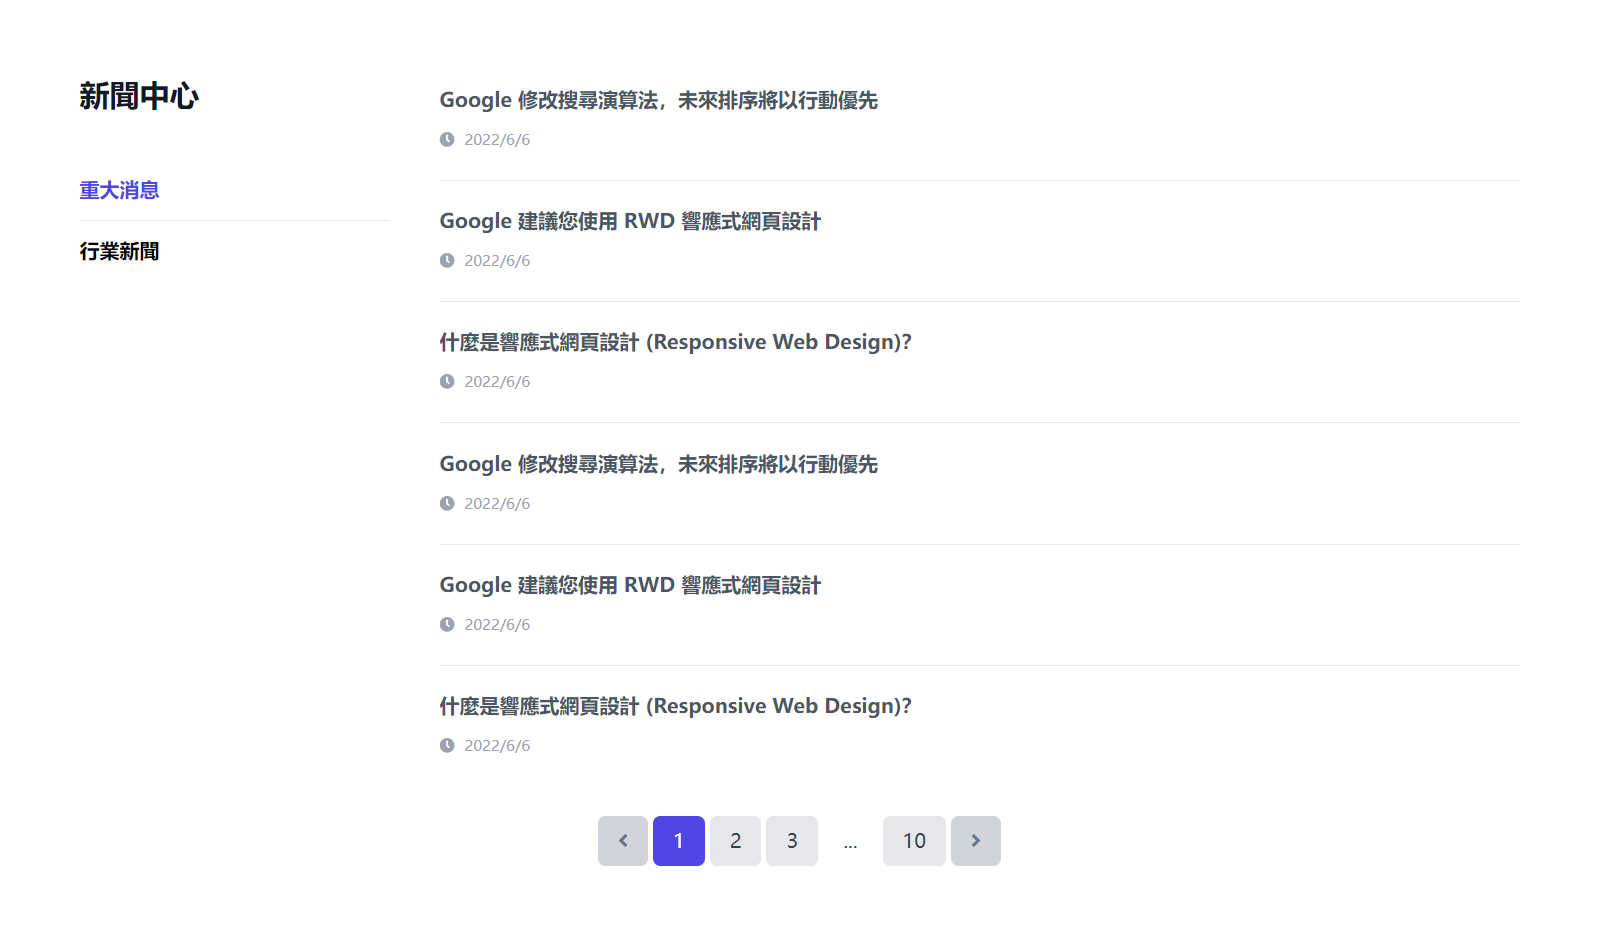 新聞中心
重大消息
行業新聞
Google 修改搜尋演算法，未來排序將以行動優先
2022/6/6
Google 建議您使用 RWD 響應式網頁設計
2022/6/6
什麼是響應式網頁設計 (Responsive Web Design)?
2022/6/6
Google 修改搜尋演算法，未來排序將以行動優先
2022/6/6
Google 建議您使用 RWD 響應式網頁設計
2022/6/6
什麼是響應式網頁設計 (Responsive Web Design)?
2022/6/6
1 2 3 ... 10